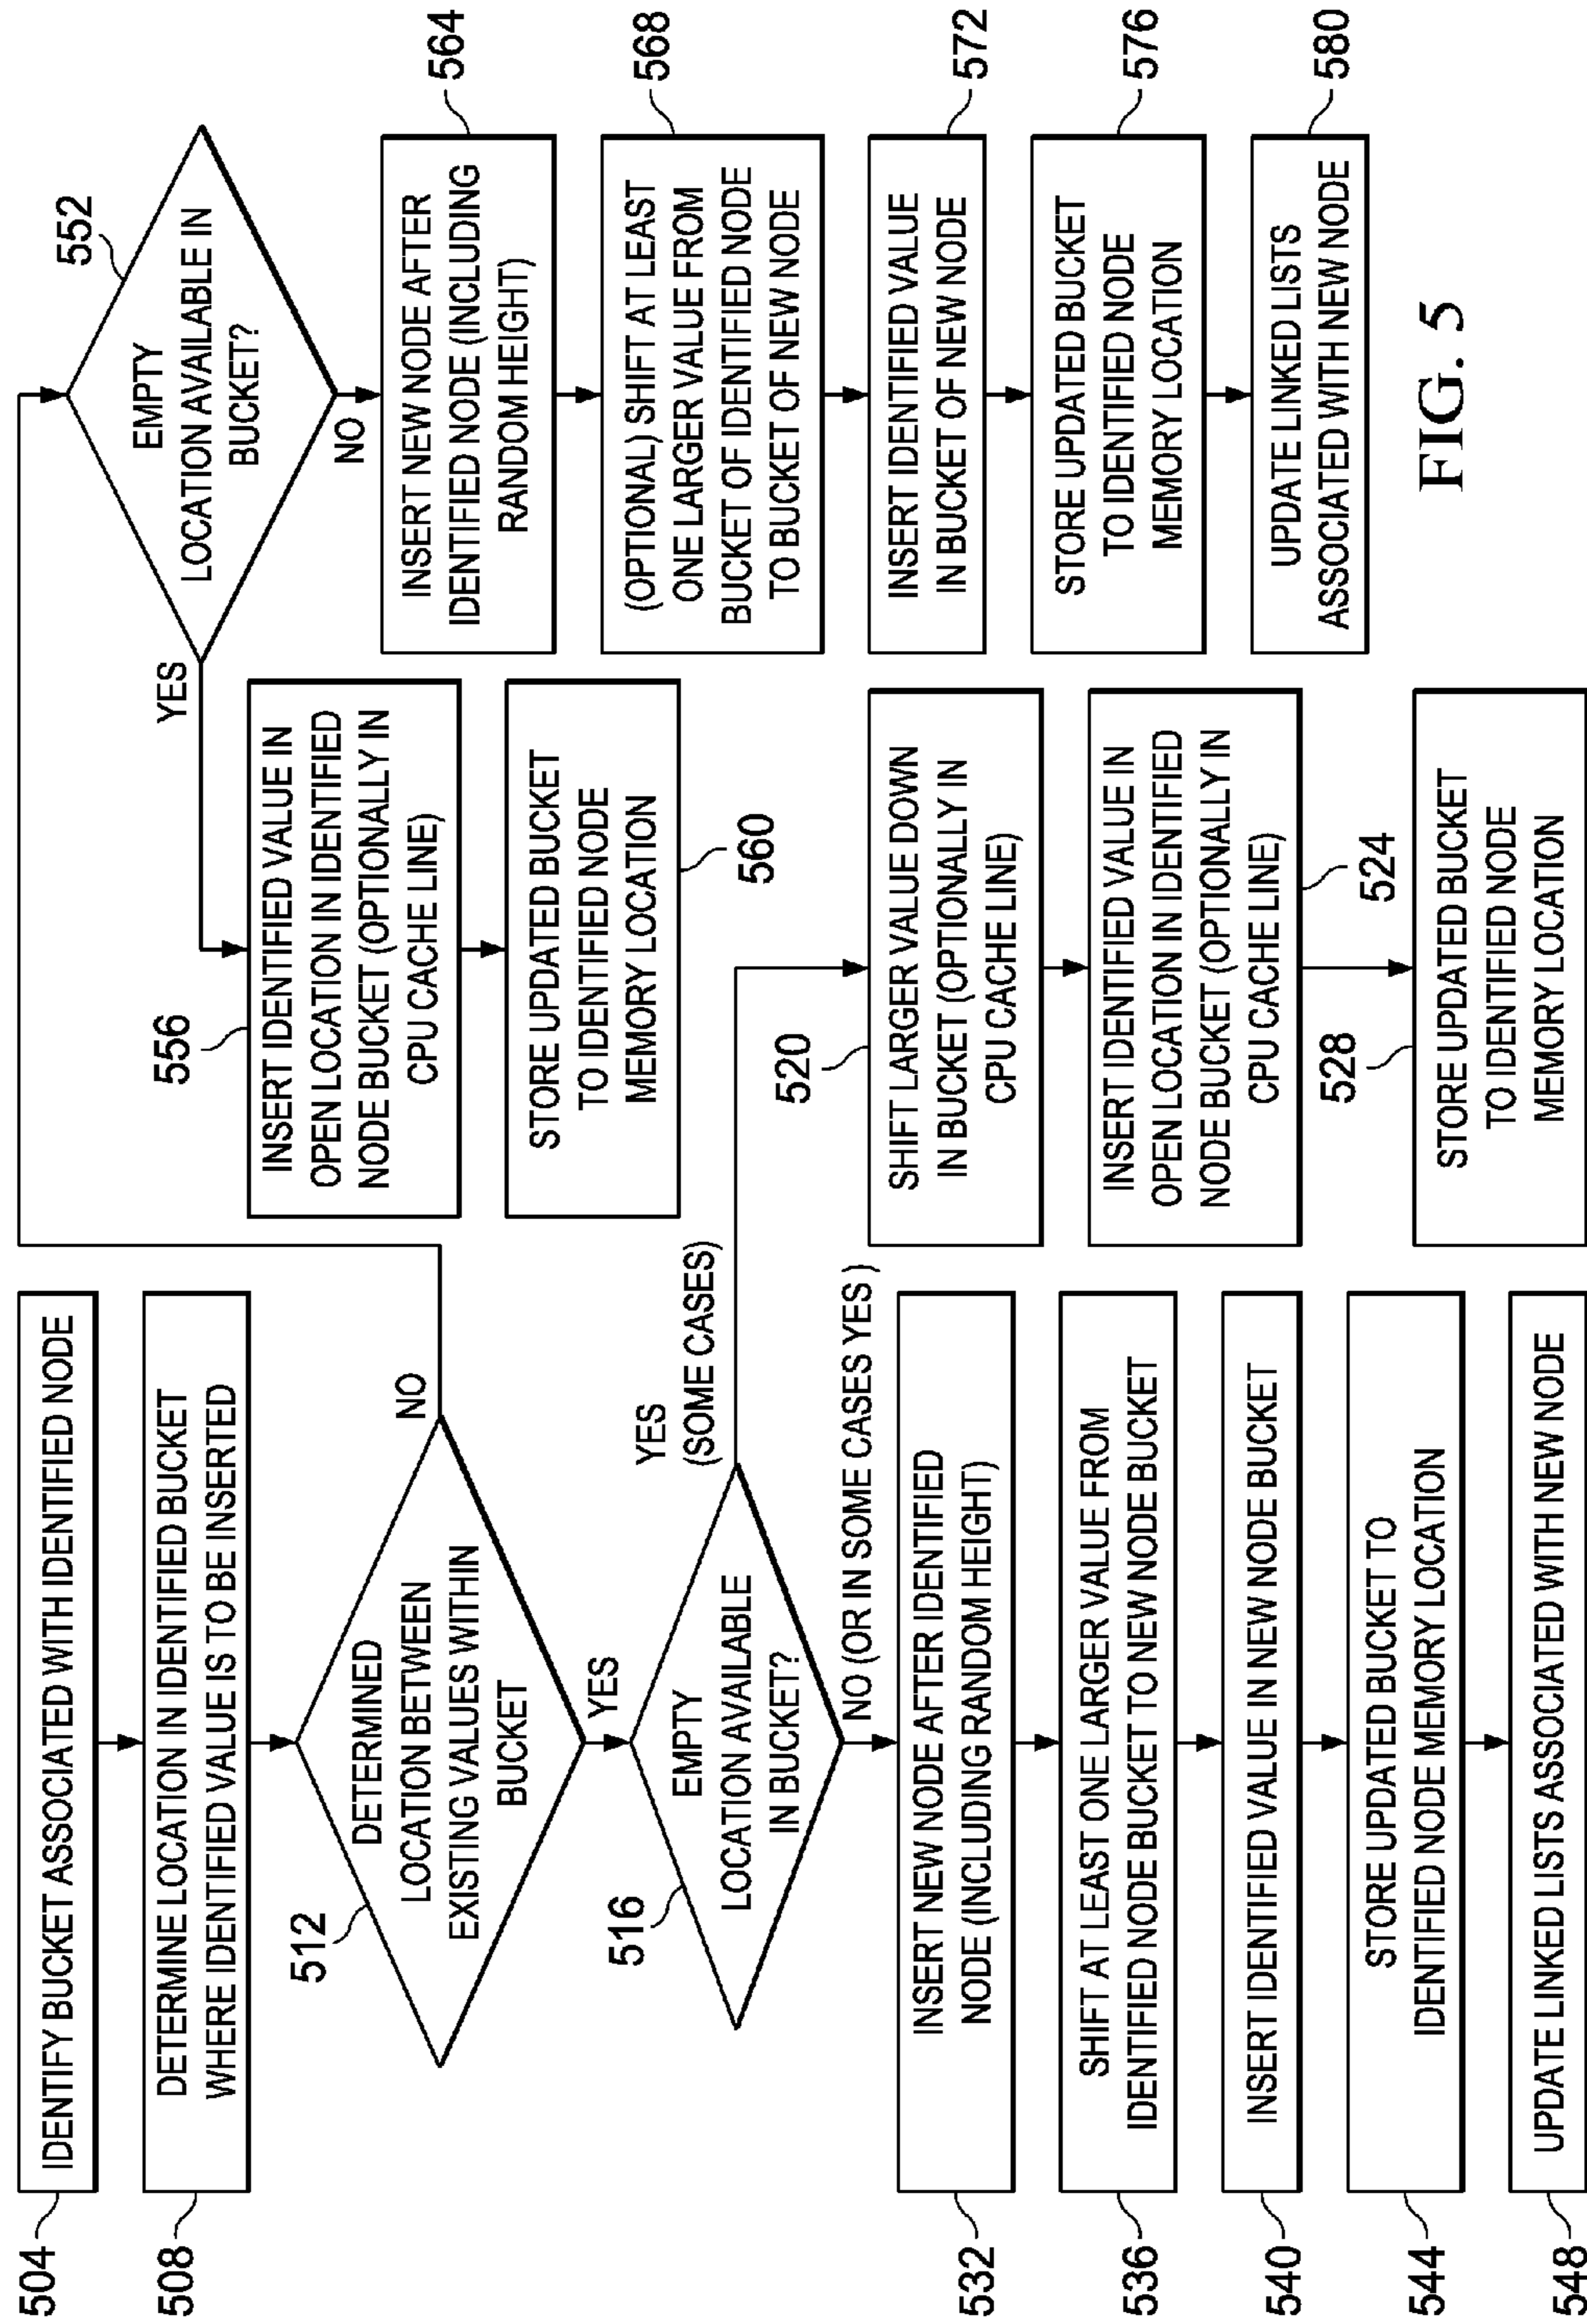 504
IDENTIFY BUCKET ASSOCIATED WITH IDENTIFIED NODE
508
DETERMINE LOCATION IN IDENTIFIED BUCKET
WHERE IDENTIFIED VALUE IS TO BE INSERTED
512
DETERMINED
LOCATION BETWEEN
EXISTING VALUES WITHIN
BUCKET
NO
YES
516
EMPTY
LOCATION AVAILABLE
IN BUCKET?
YES
(SOME CASES)
NO (OR IN SOME CASES YES )
532
INSERT NEW NODE AFTER IDENTIFIED
NODE (INCLUDING RANDOM HEIGHT)
536
SHIFT AT LEAST ONE LARGER VALUE FROM
IDENTIFIED NODE BUCKET TO NEW NODE BUCKET
540
INSERT IDENTIFIED VALUE IN NEW NODE BUCKET
544
STORE UPDATED BUCKET TO
IDENTIFIED NODE MEMORY LOCATION
548
UPDATE LINKED LISTS ASSOCIATED WITH NEW NODE
556
INSERT IDENTIFIED VALUE IN
OPEN LOCATION IN IDENTIFIED
NODE BUCKET (OPTIONALLY IN
CPU CACHE LINE)
STORE UPDATED BUCKET
TO IDENTIFIED NODE
MEMORY LOCATION
560
520
SHIFT LARGER VALUE DOWN
IN BUCKET (OPTIONALLY IN
CPU CACHE LINE)
INSERT IDENTIFIED VALUE IN
OPEN LOCATION IN IDENTIFIED
NODE BUCKET (OPTIONALLY IN
CPU CACHE LINE)
524
528
STORE UPDATED BUCKET
TO IDENTIFIED NODE
MEMORY LOCATION
552
EMPTY
LOCATION AVAILABLE IN
BUCKET?
YES
NO
INSERT NEW NODE AFTER
IDENTIFIED NODE (INCLUDING
RANDOM HEIGHT)
564
(OPTIONAL) SHIFT AT LEAST
ONE LARGER VALUE FROM
BUCKET OF IDENTIFIED NODE
TO BUCKET OF NEW NODE
568
INSERT IDENTIFIED VALUE
IN BUCKET OF NEW NODE
572
STORE UPDATED BUCKET
TO IDENTIFIED NODE
MEMORY LOCATION
576
UPDATE LINKED LISTS
ASSOCIATED WITH NEW NODE
580
FIG. 5